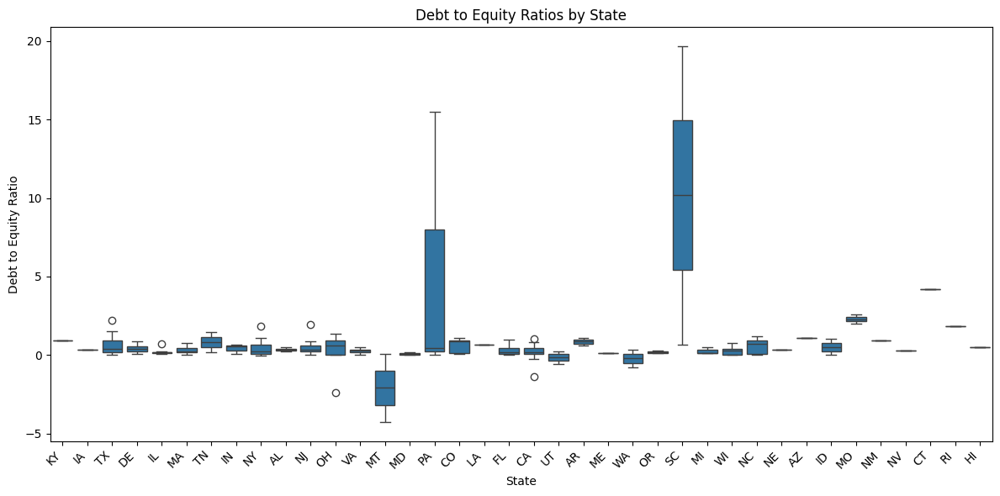 Debt to Equity Ratios by State
Debt to Equity Ratio
20
15
10
5
0
−5
KY IA TX DE IL MA TN IN NY AL NJ OH VA MT MD PA CO LA FL CA UT AR ME WA OR SC MI WI NC NE AZ ID MO NM NV CT RI HI
State